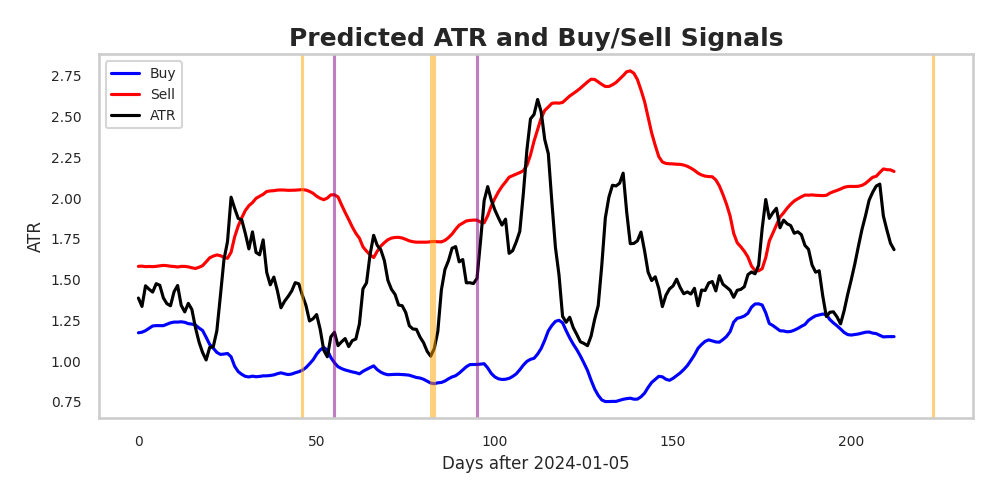 Predicted ATR and Buy/Sell Signals
Buy
Sell
ATR
2.75
2.50
2.25
2.00
1.75
1.50
1.25
1.00
0.75
ATR
0 50 100 150 200
Days after 2024-01-05